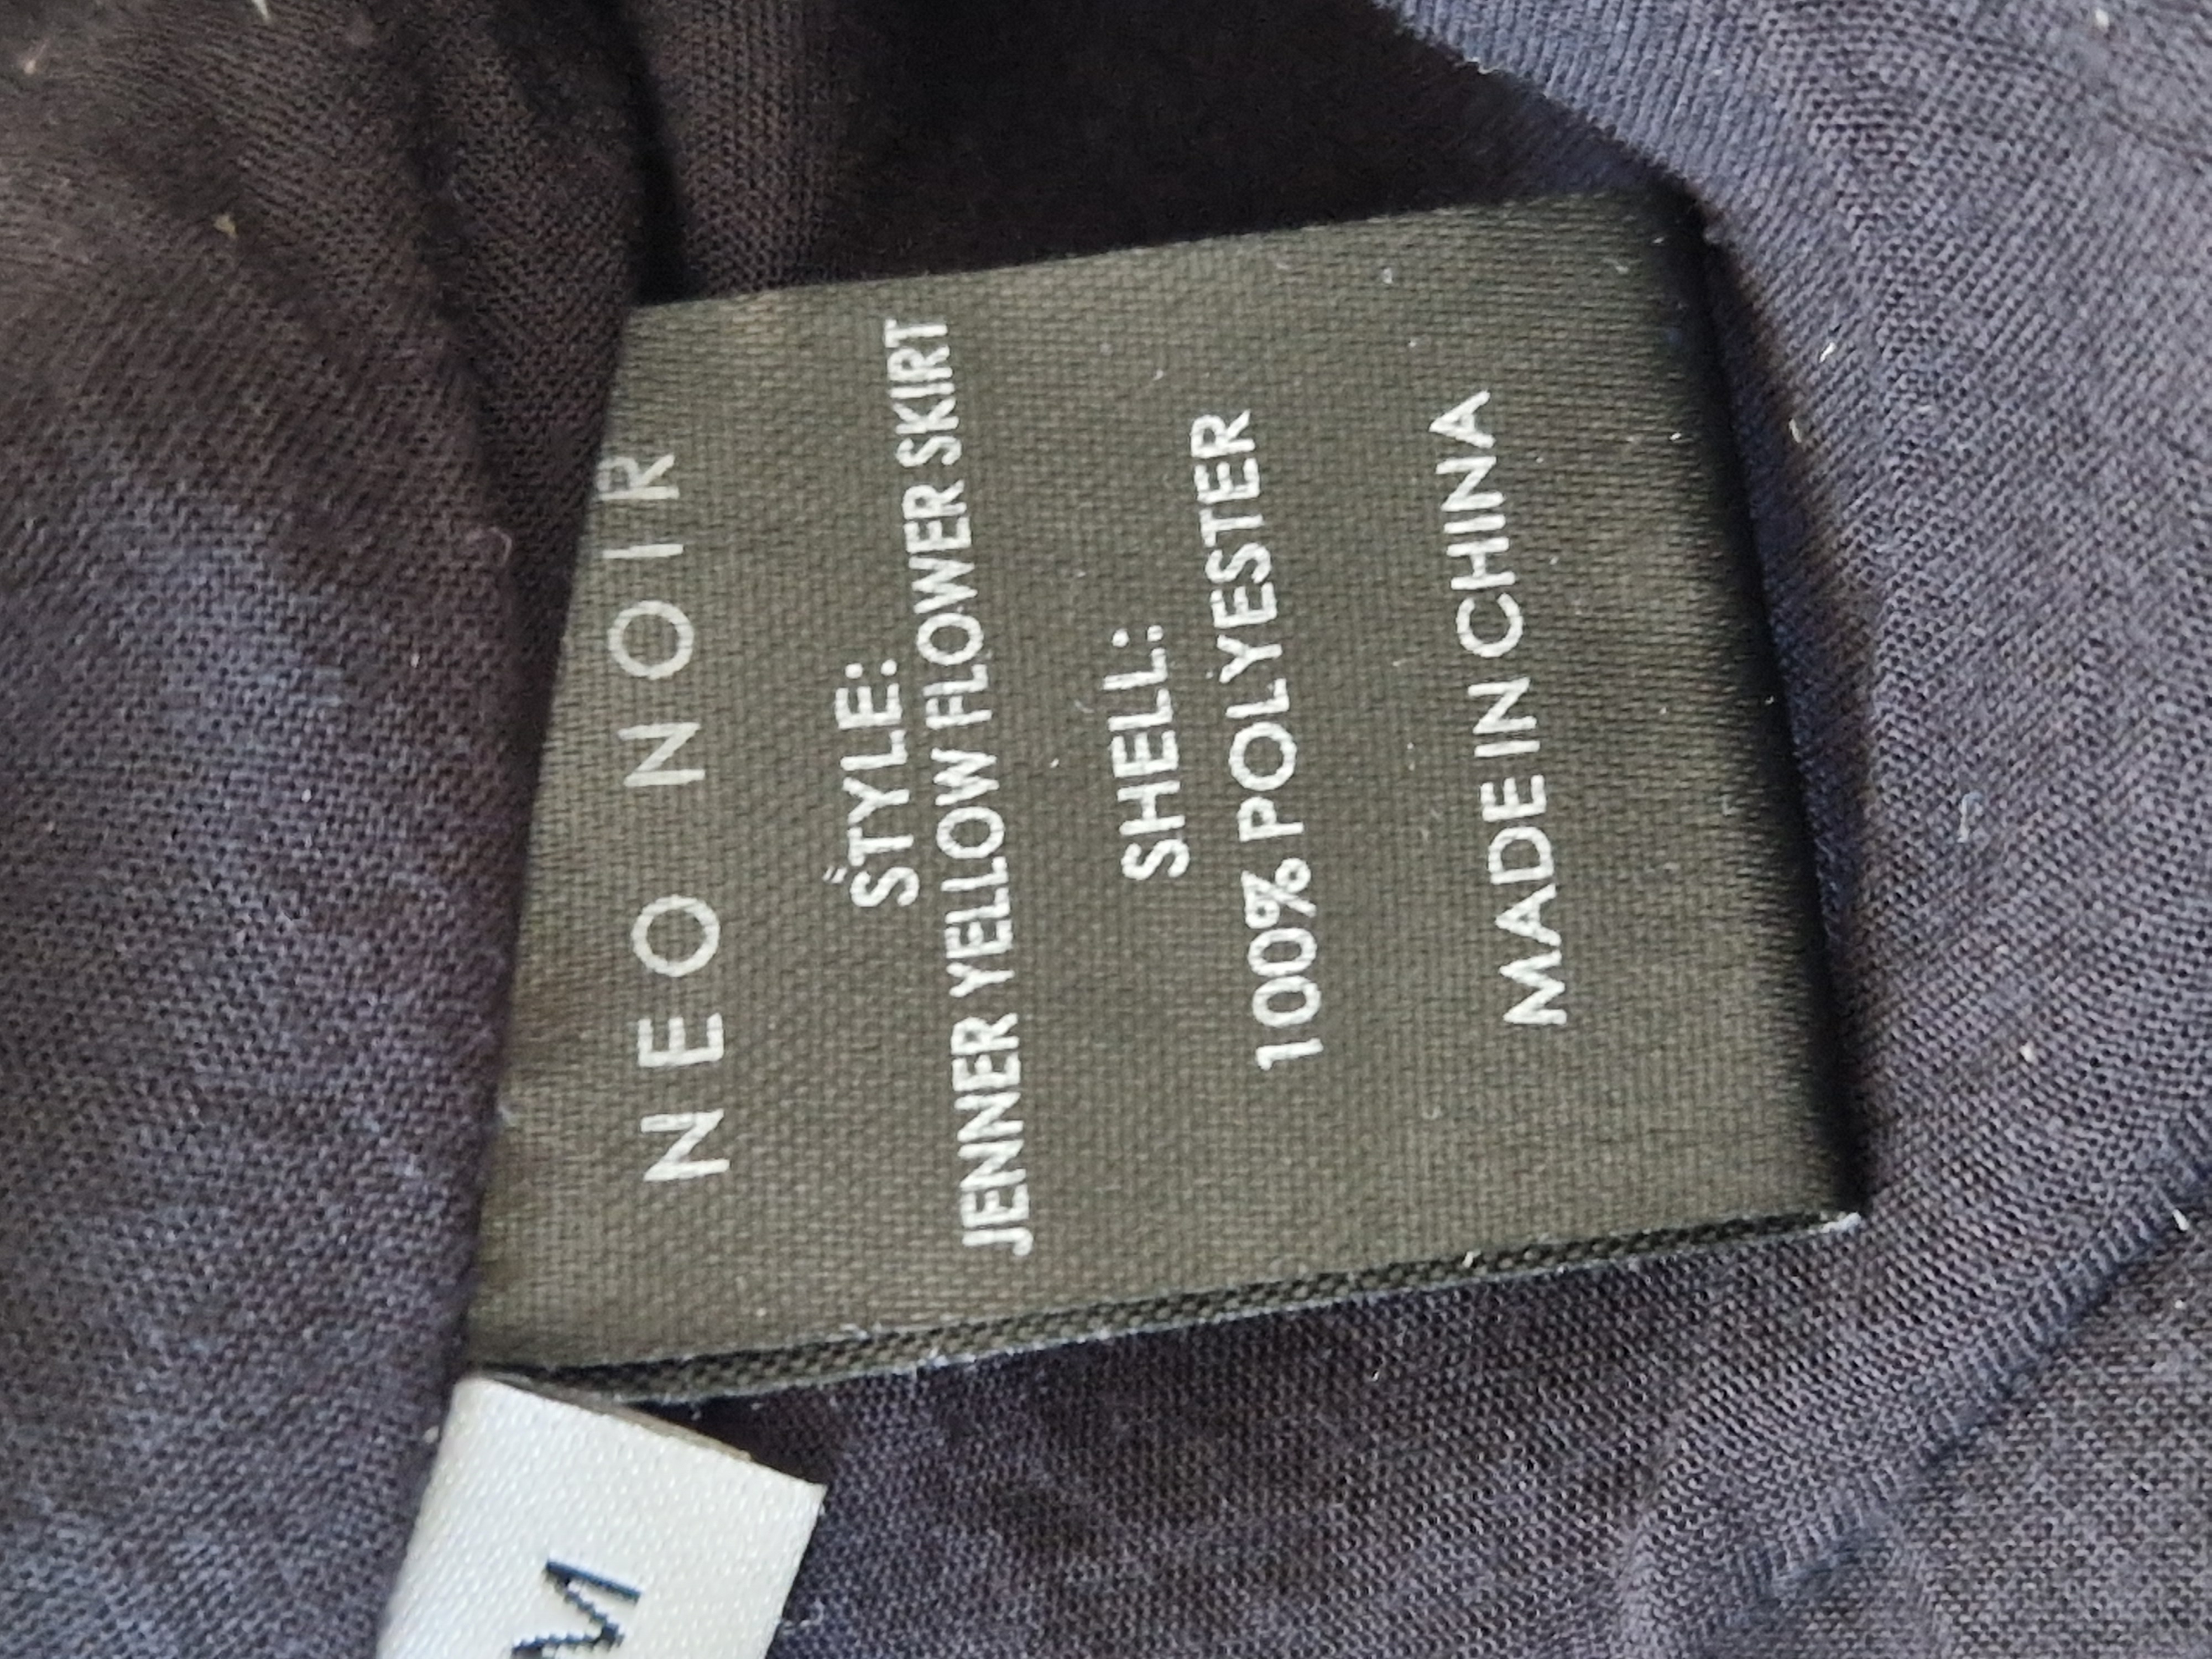 NEO NOIR
STYLE:
JENNER YELLOW FLOWER SKIRT
SHELL:
100% POLYESTER
MADE IN CHINA
M